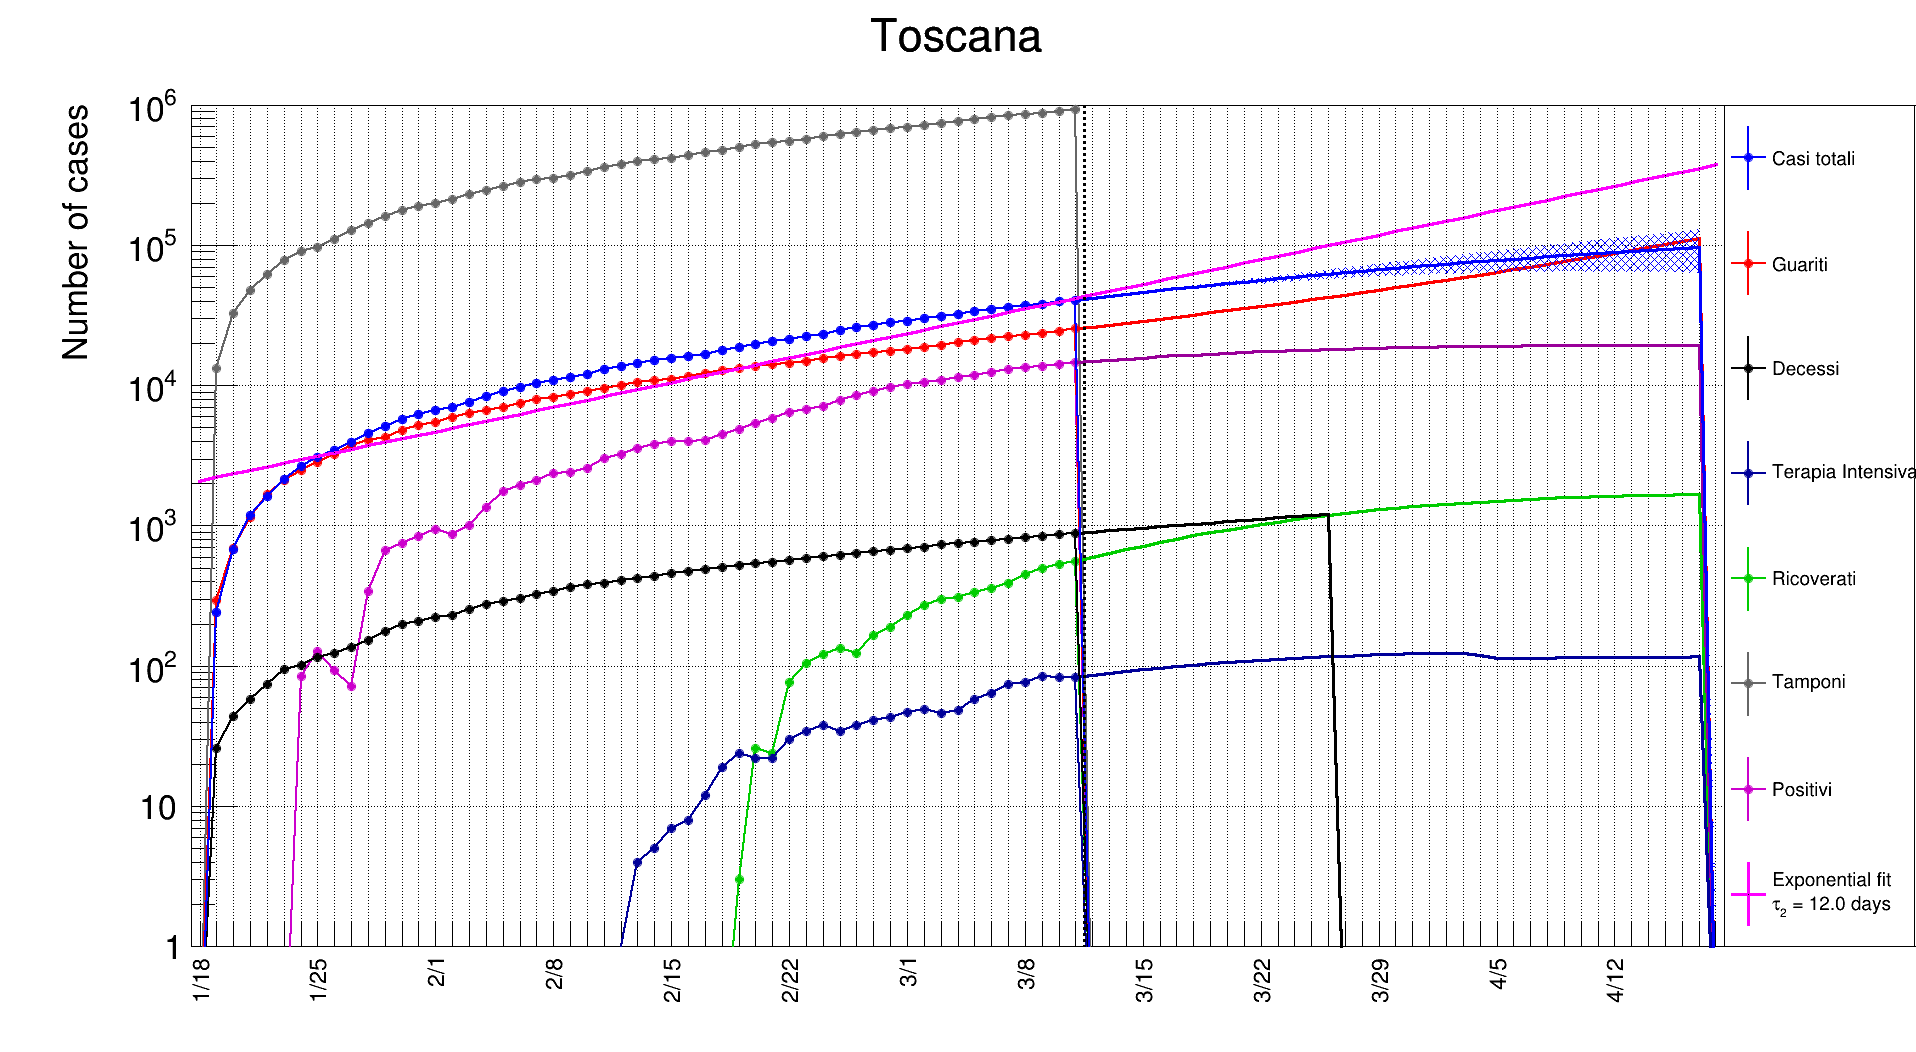 Toscana
Number of cases
10^6
10^5
10^4
10^3
10^2
10
1
1/18 1/25 2/1 2/8 2/15 2/22 3/1 3/8 3/15 3/22 3/29 4/5 4/12
Casi totali
Guariti
Decessi
Terapia Intensiva
Ricoverati
Tamponi
Positivi
Exponential fit
τ_2 = 12.0 days